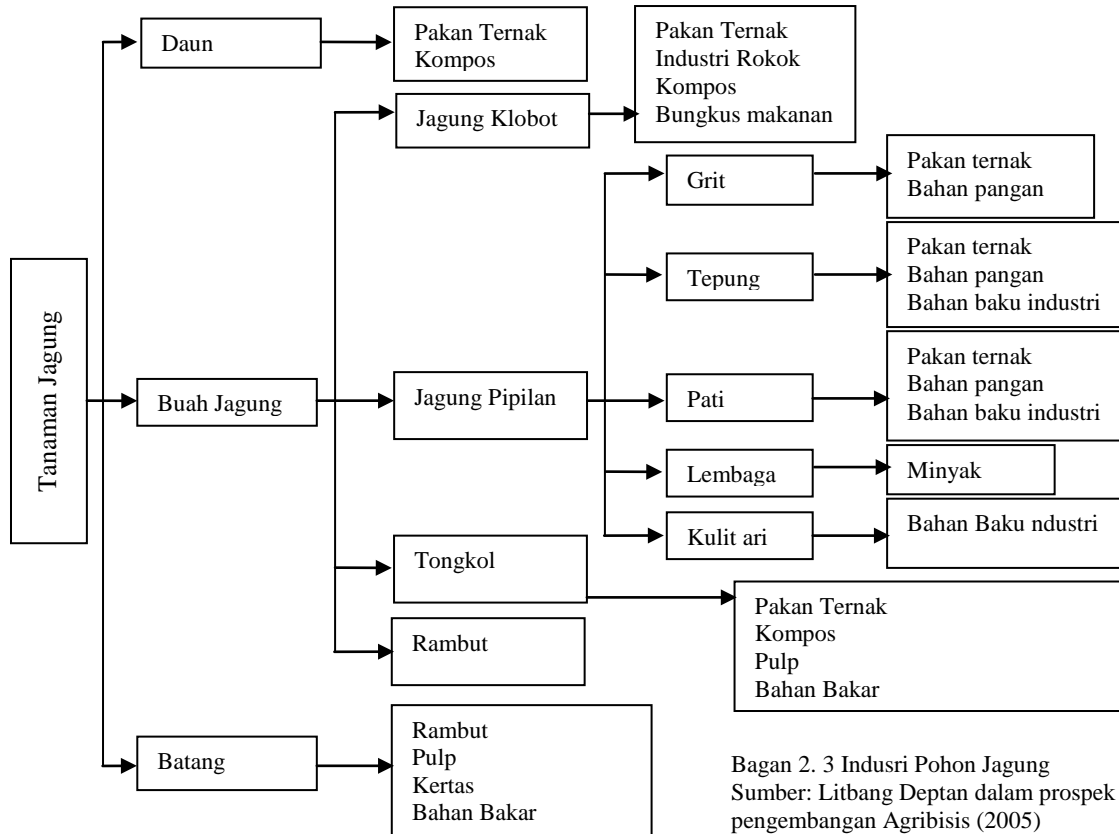 Tanaman Jagung
Daun
Pakan Ternak
Kompos
Buah Jagung
Jagung Klobot
Pakan Ternak
Industri Rokok
Kompos
Bungkus makanan
Jagung Pipilan
Grit
Pakan ternak
Bahan pangan
Tepung
Pakan ternak
Bahan pangan
Bahan baku industri
Pati
Pakan ternak
Bahan pangan
Bahan baku industri
Lembaga
Minyak
Kulit ari
Bahan Baku ndustri
Tongkol
Pakan Ternak
Kompos
Pulp
Bahan Bakar
Rambut
Batang
Rambut
Pulp
Kertas
Bahan Bakar
Bagan 2. 3 Indusri Pohon Jagung
Sumber: Litbang Deptan dalam prospek
pengembangan Agribisis (2005)